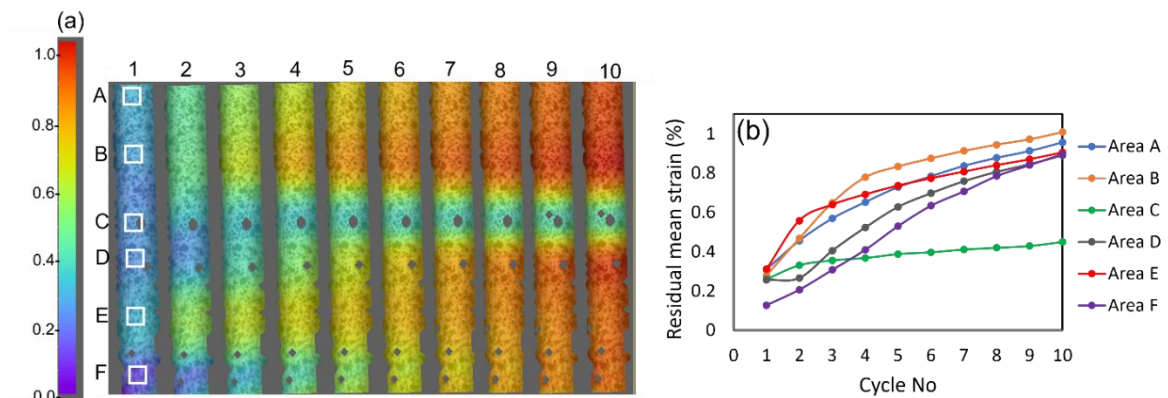 (a)
1 2 3 4 5 6 7 8 9 10
1.0
0.8
0.6
0.4
0.2
0.0
A
B
C
D
E
F
(b)
Residual mean strain (%)
1
0.8
0.6
0.4
0.2
0
0 1 2 3 4 5 6 7 8 9 10
Cycle No
Area A
Area B
Area C
Area D
Area E
Area F